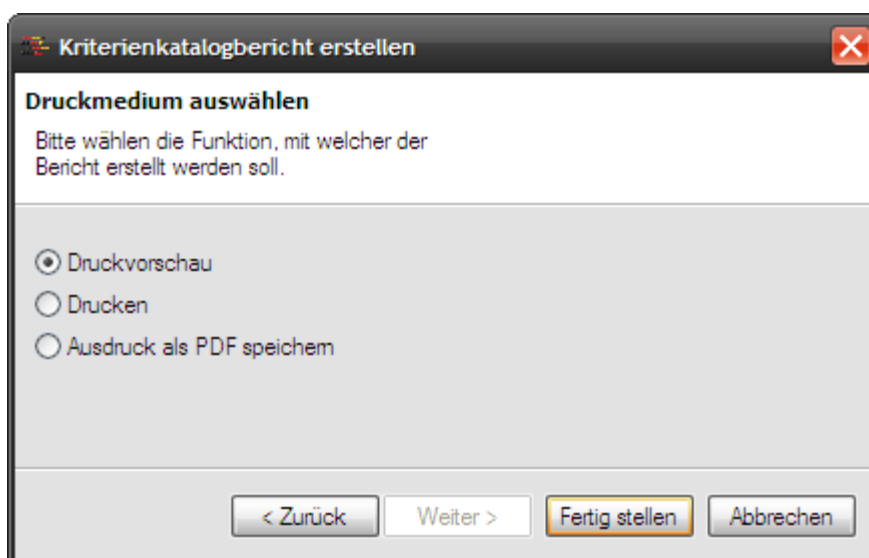 Kriterienkatalogbericht erstellen
Druckmedium auswählen
Bitte wählen die Funktion, mit welcher der
Bericht erstellt werden soll.
Druckvorschau
Drucken
Ausdruck als PDF speichern
< Zurück
Weiter >
Fertig stellen
Abbrechen